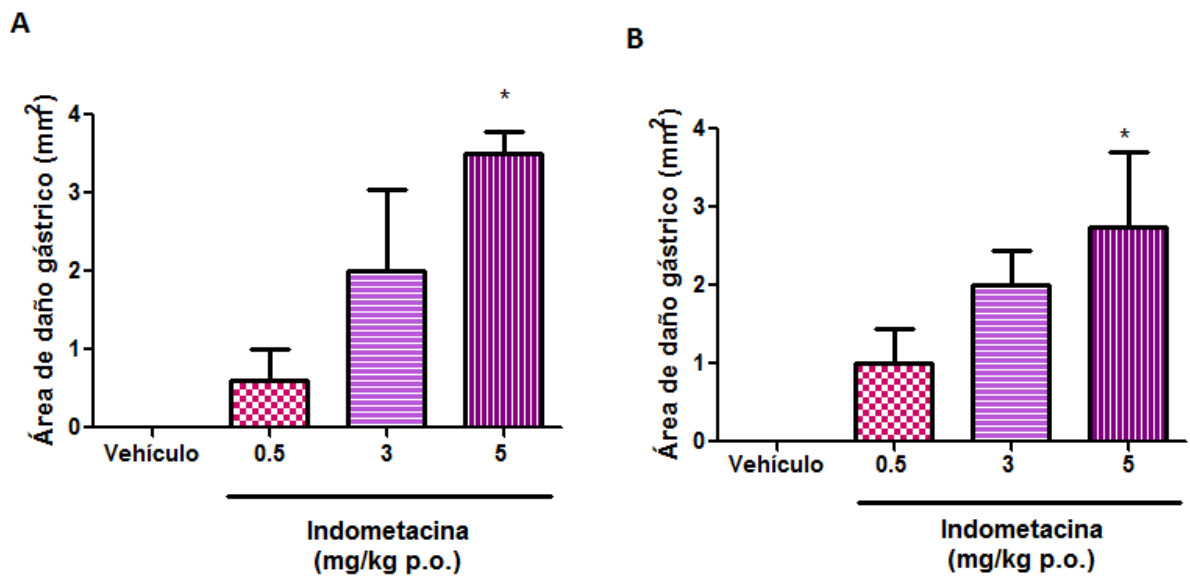 A
Área de daño gástrico (mm²)
*
4
3
2
1
0
Vehículo 0.5 3 5
Indometacina
(mg/kg p.o.)
B
Área de daño gástrico (mm²)
*
4
3
2
1
0
Vehículo 0.5 3 5
Indometacina
(mg/kg p.o.)